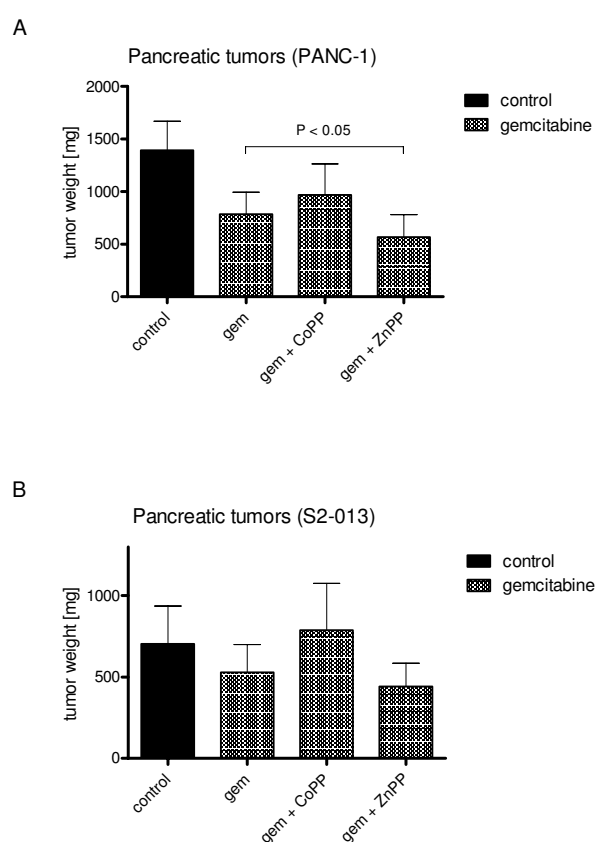 A
Pancreatic tumors (PANC-1)
tumor weight [mg]
2000
1500
1000
500
0
P < 0.05
control
gemcitabine
control
gem
gem + CoPP
gem + ZnPP
B
Pancreatic tumors (S2-013)
tumor weight [mg]
1000
500
0
control
gemcitabine
control
gem
gem + CoPP
gem + ZnPP